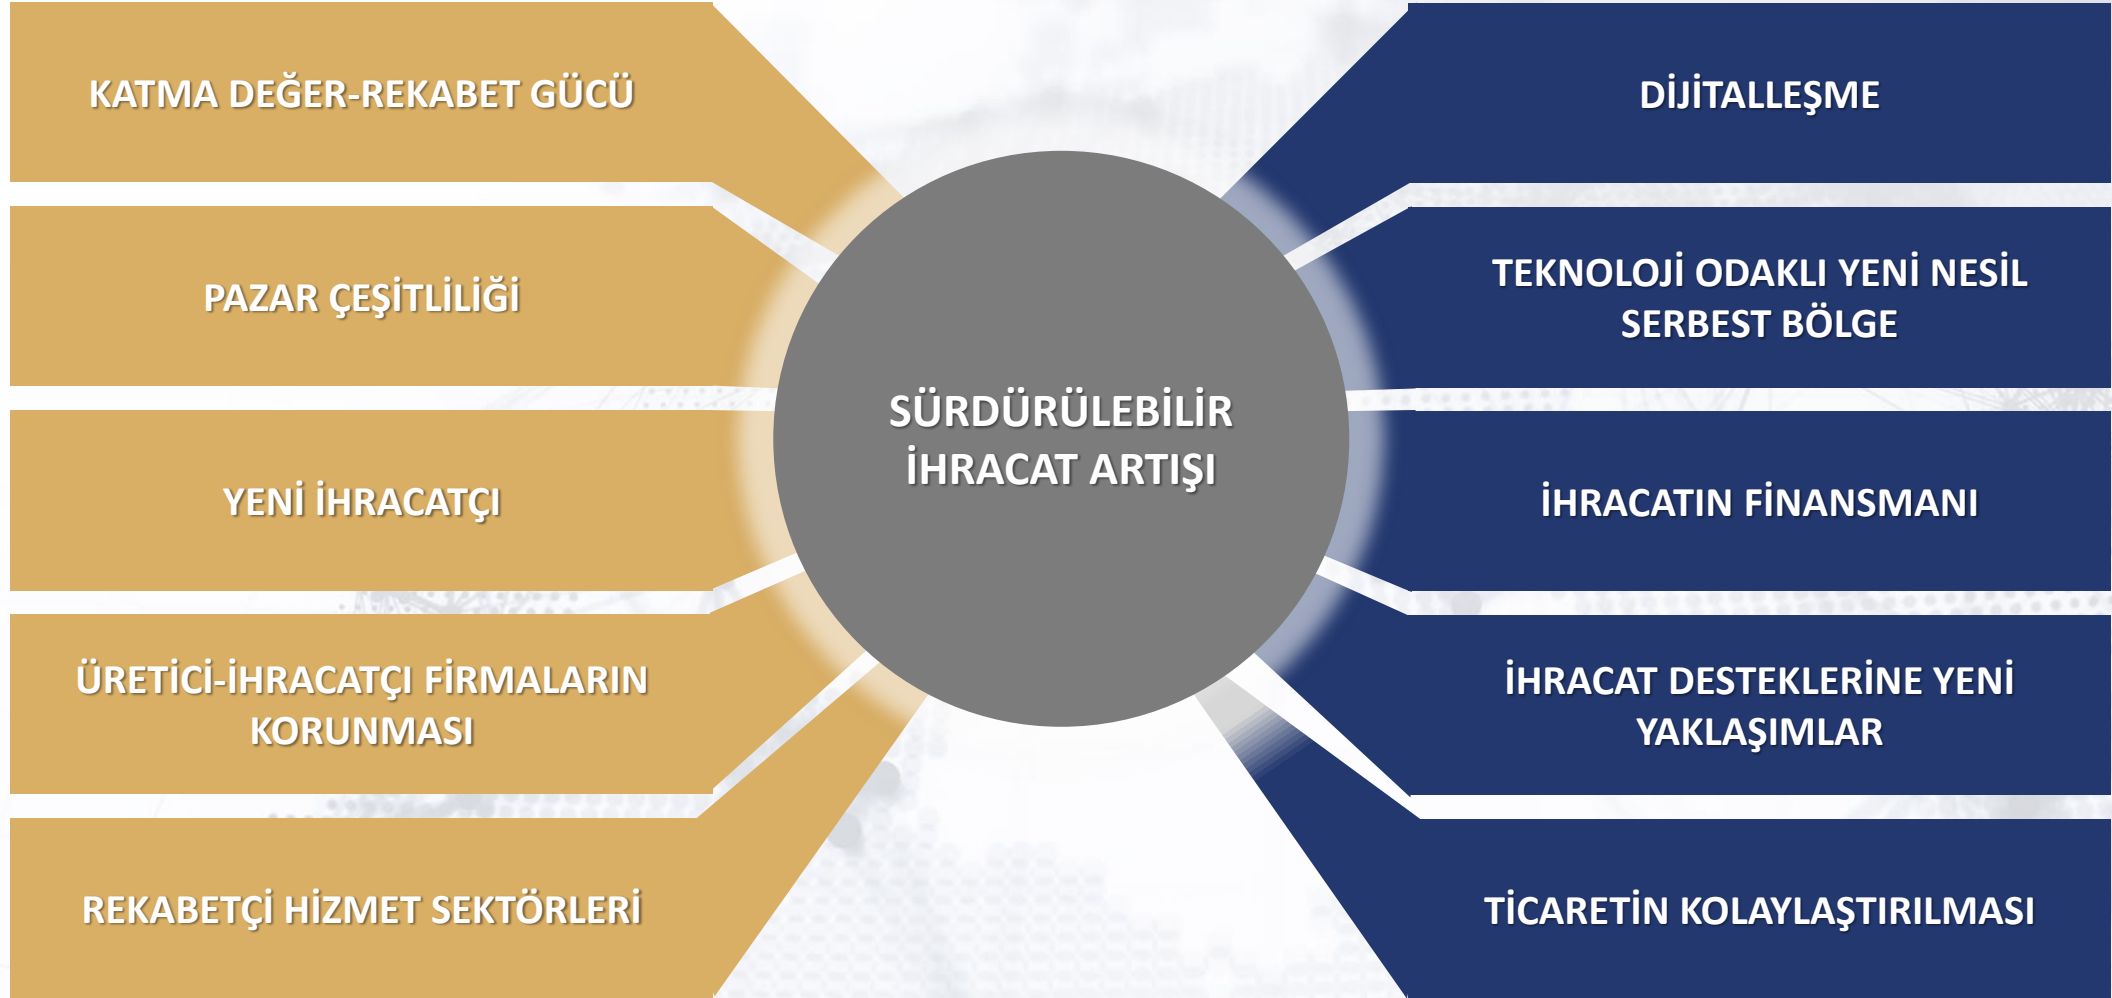 KATMA DEĞER-REKABET GÜCÜ
PAZAR ÇEŞİTLİLİĞİ
YENİ İHRACATÇI
ÜRETİCİ-İHRACATÇI FİRMALARIN
KORUNMASI
REKABETÇİ HİZMET SEKTÖRLERİ
SÜRDÜRÜLEBİLİR
İHRACAT ARTIŞI
DİJİTALLEŞME
TEKNOLOJİ ODAKLI YENİ NESİL
SERBEST BÖLGE
İHRACATIN FİNANSMANI
İHRACAT DESTEKLERİNE YENİ
YAKLAŞIMLAR
TİCARETİN KOLAYLAŞTIRILMASI